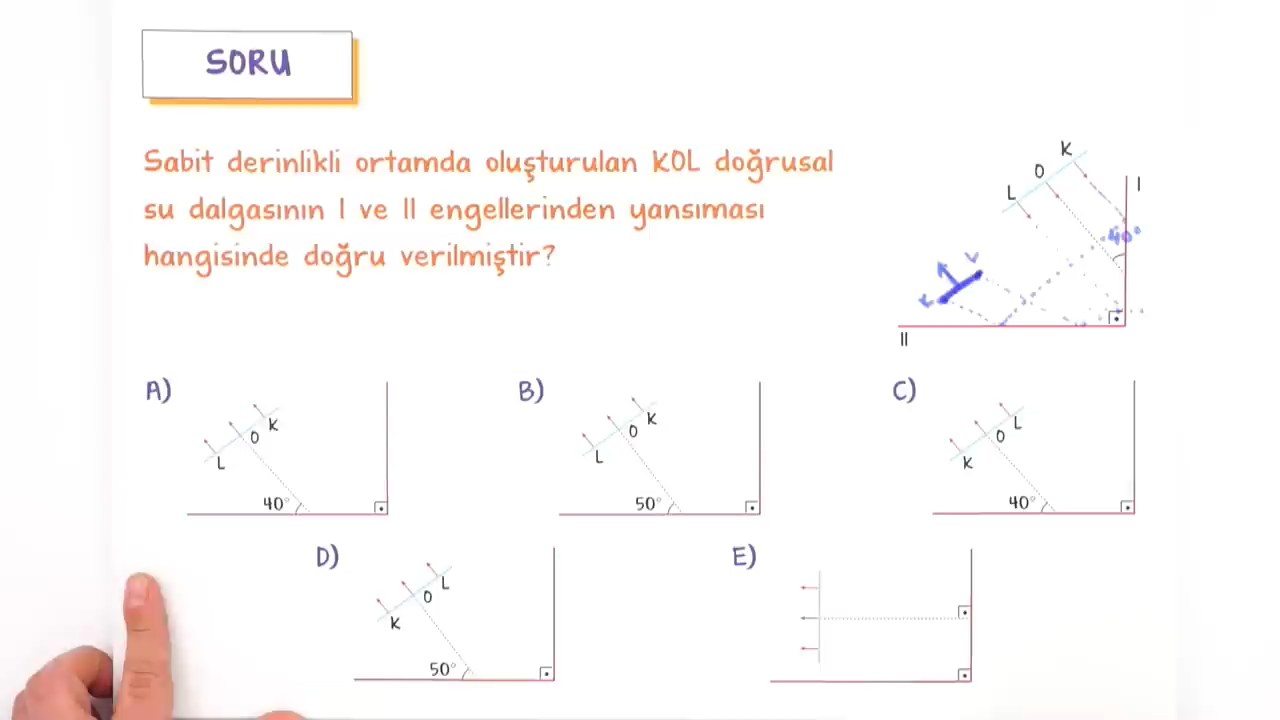 SORU
Sabit derinlikli ortamda oluşturulan KOL doğrusal
su dalgasının I ve II engellerinden yansıması
hangisinde doğru verilmiştir?
K
O
L
I
40°
K
II
A)
K
O
L
40°
B)
K
O
L
50°
C)
L
O
K
40°
D)
L
O
K
50°
E)